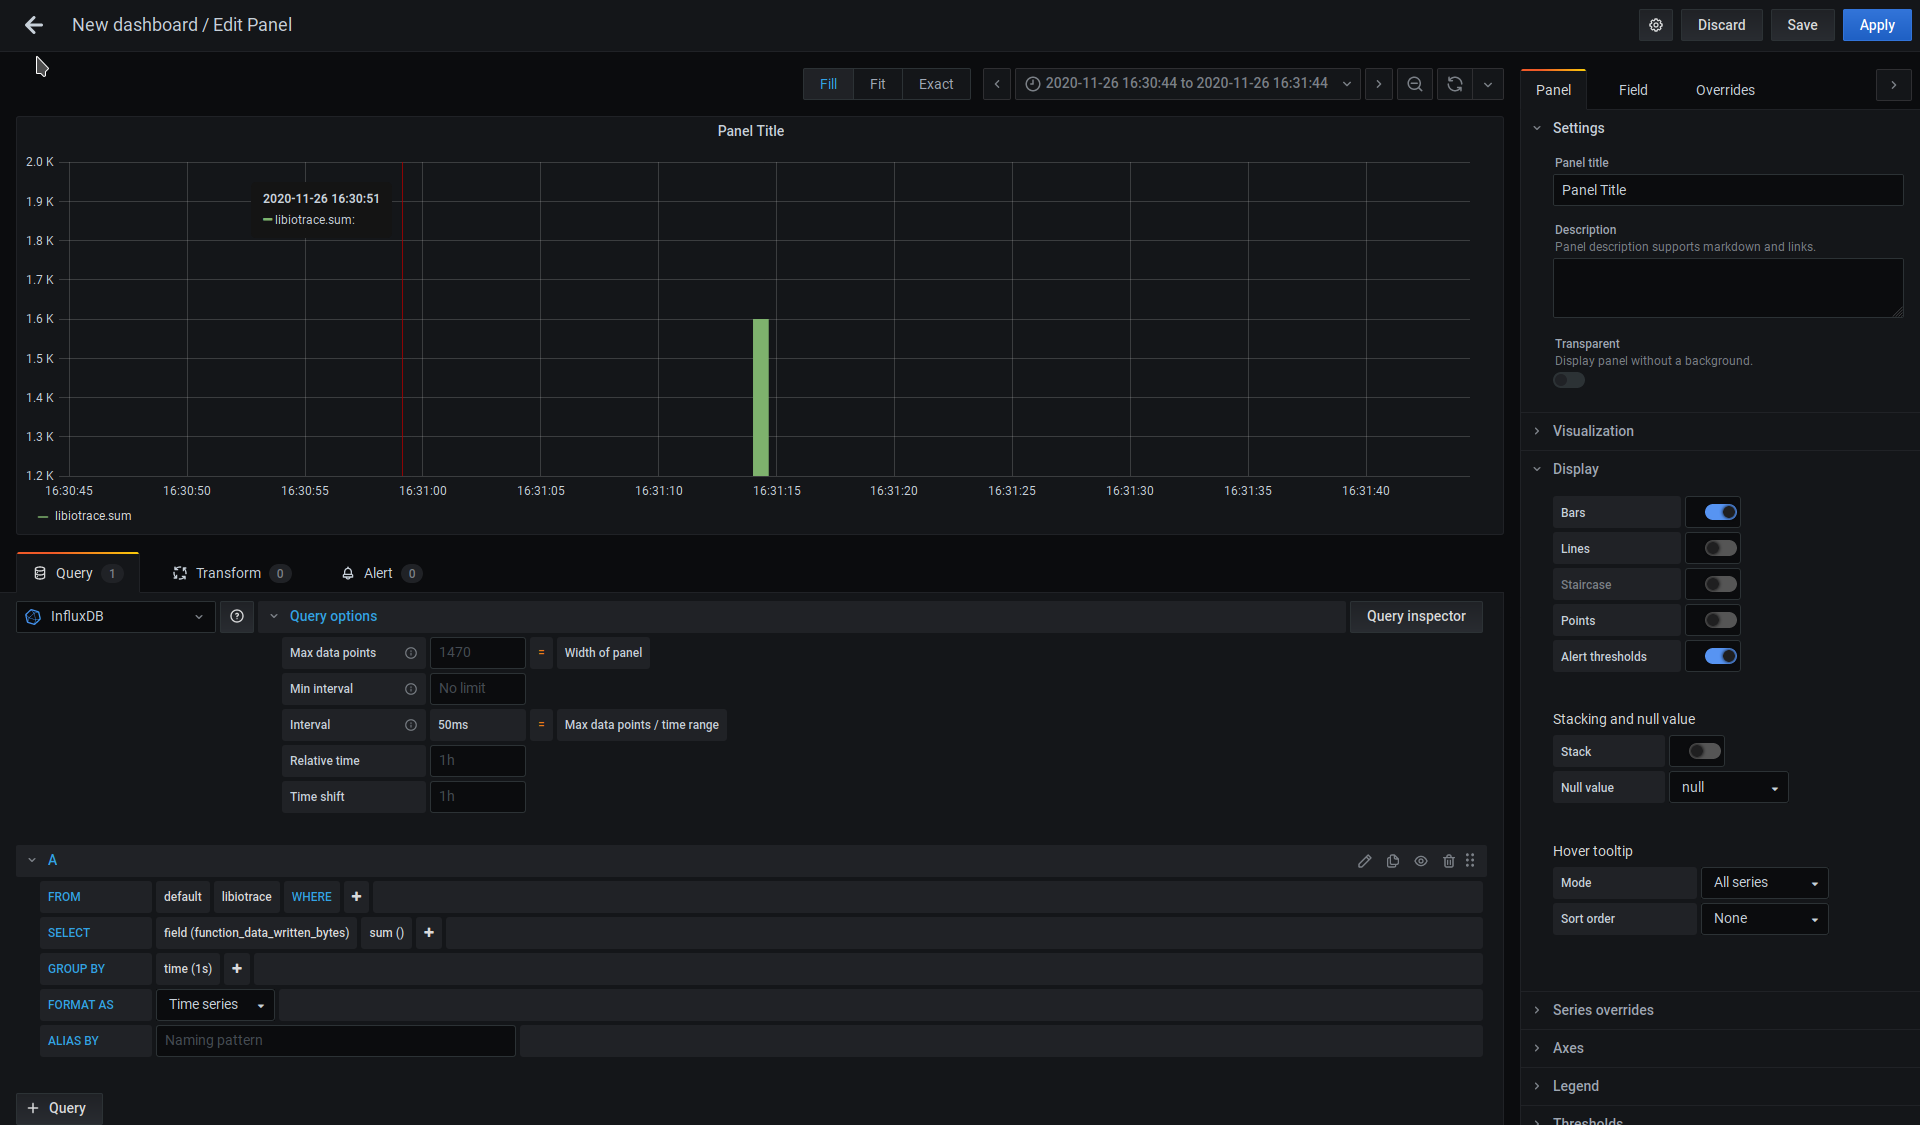 New dashboard / Edit Panel
Discard
Save
Apply
Fill
Fit
Exact
2020-11-26 16:30:44 to 2020-11-26 16:31:44
Panel Title
2.0 K
1.9 K
1.8 K
1.7 K
1.6 K
1.5 K
1.4 K
1.3 K
1.2 K
2020-11-26 16:30:51
libiotrace.sum:
16:30:45 16:30:50 16:30:55 16:31:00 16:31:05 16:31:10 16:31:15 16:31:20 16:31:25 16:31:30 16:31:35 16:31:40
libiotrace.sum
Query 1
Transform 0
Alert 0
InfluxDB
Query options
Query inspector
Max data points 1470 = Width of panel
Min interval No limit
Interval 50ms = Max data points / time range
Relative time 1h
Time shift 1h
A
FROM default libiotrace WHERE +
SELECT field (function_data_written_bytes) sum () +
GROUP BY time (1s) +
FORMAT AS Time series
ALIAS BY Naming pattern
+ Query
Panel
Field
Overrides
Settings
Panel title
Panel Title
Description
Panel description supports markdown and links.
Transparent
Display panel without a background.
Visualization
Display
Bars
Lines
Staircase
Points
Alert thresholds
Stacking and null value
Stack
Null value null
Hover tooltip
Mode All series
Sort order None
Series overrides
Axes
Legend
Thresholds